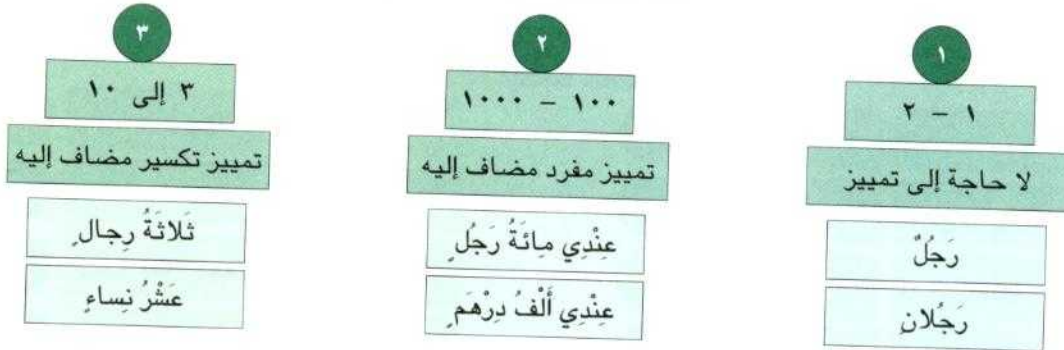 ١
١ - ٢
لا حاجة إلى تمييز
رَجُلٌ
رَجُلانِ
٢
١٠٠ - ١٠٠٠
تمييز مفرد مضاف إليه
عِنْدِي مِائَةُ رَجُلٍ
عِنْدِي أَلْفُ دِرْهَمٍ
٣
٣ إلى ١٠
تمييز تكسير مضاف إليه
ثَلاثَةُ رِجالٍ
عَشْرُ نِساءٍ